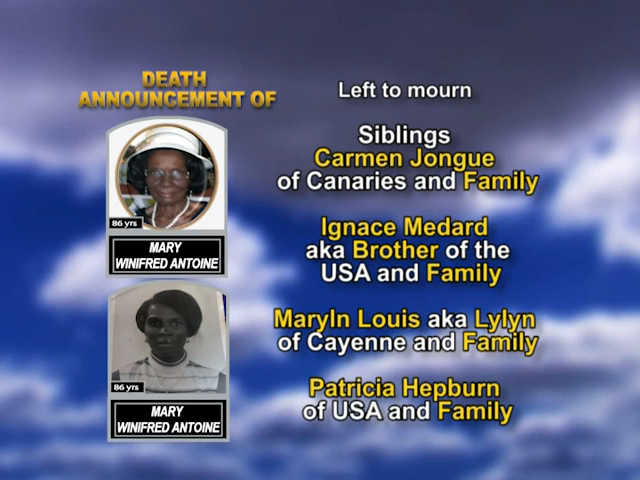 DEATH
ANNOUNCEMENT OF
86 yrs
MARY
WINIFRED ANTOINE
86 yrs
MARY
WINIFRED ANTOINE
Left to mourn
Siblings
Carmen Jongue
of Canaries and Family
Ignace Medard
aka Brother of the
USA and Family
Maryln Louis aka Lylyn
of Cayenne and Family
Patricia Hepburn
of USA and Family